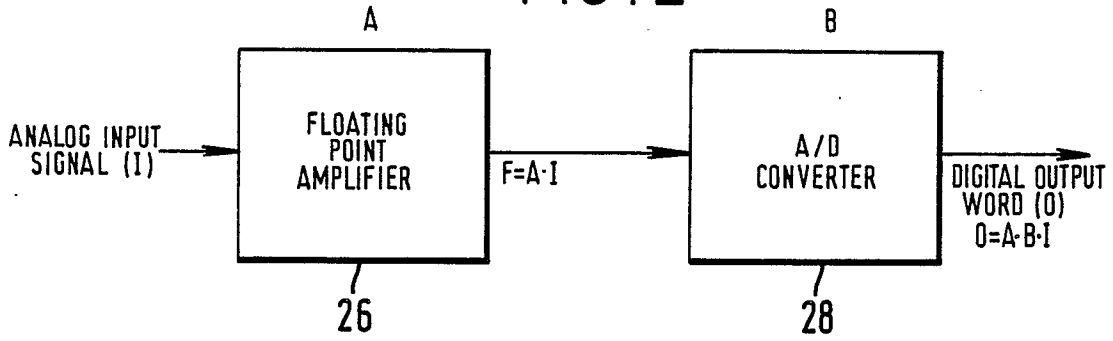 A
B
ANALOG INPUT
SIGNAL (I)
FLOATING
POINT
AMPLIFIER
F=A·I
A/D
CONVERTER
DIGITAL OUTPUT
WORD (O)
O=A·B·I
26
28